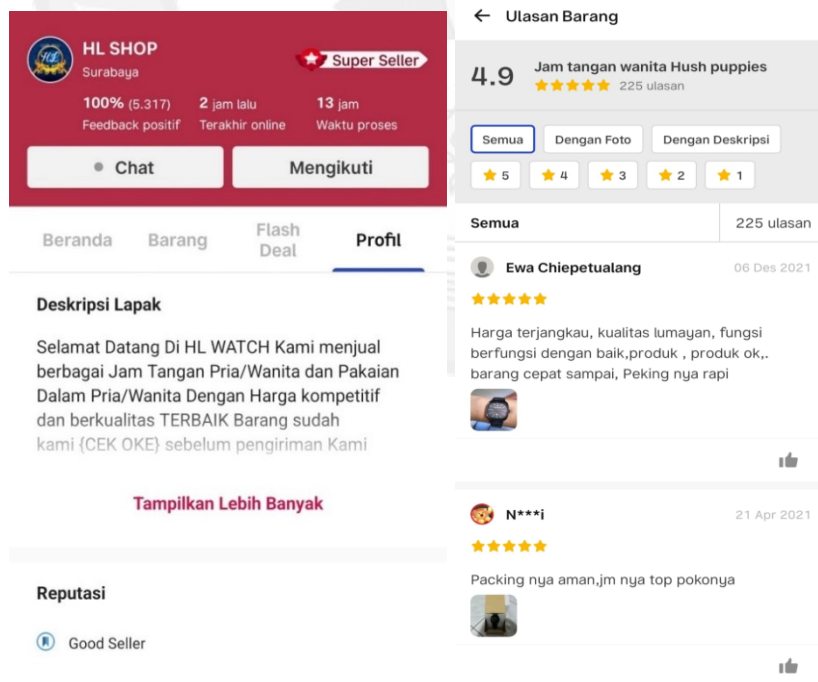 HL SHOP
Surabaya
Super Seller
100% (5.317)
Feedback positif
2 jam lalu
Terakhir online
13 jam
Waktu proses
Chat
Mengikuti
Beranda
Barang
Flash
Deal
Profil
Deskripsi Lapak
Selamat Datang Di HL WATCH Kami menjual
berbagai Jam Tangan Pria/Wanita dan Pakaian
Dalam Pria/Wanita Dengan Harga kompetitif
dan berkualitas TERBAIK Barang sudah
kami {CEK OKE} sebelum pengiriman Kami
Tampilkan Lebih Banyak
Reputasi
Good Seller
Ulasan Barang
4.9
Jam tangan wanita Hush puppies
225 ulasan
Semua
Dengan Foto
Dengan Deskripsi
5
4
3
2
1
Semua
225 ulasan
Ewa Chiepetualang
06 Des 2021
Harga terjangkau, kualitas lumayan, fungsi
berfungsi dengan baik,produk , produk ok,.
barang cepat sampai, Peking nya rapi
N***i
21 Apr 2021
Packing nya aman,jm nya top pokonya